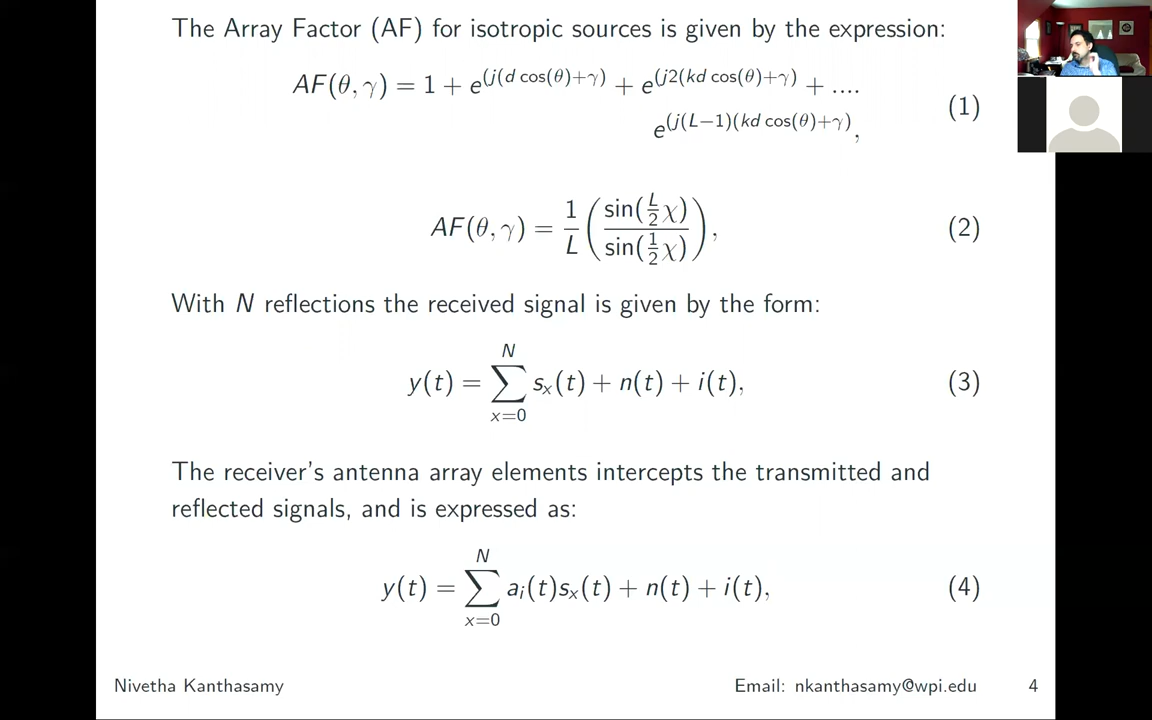 The Array Factor (AF) for isotropic sources is given by the expression:
AF(θ, γ) = 1 + e^(j(d cos(θ)+γ) + e^(j2(kd cos(θ)+γ) + ....
e^(j(L−1)(kd cos(θ)+γ), (1)
AF(θ, γ) = 1/L (sin(L/2 χ)/sin(1/2 χ)), (2)
With N reflections the received signal is given by the form:
y(t) = ∑_{x=0}^{N} s_x(t) + n(t) + i(t), (3)
The receiver's antenna array elements intercepts the transmitted and
reflected signals, and is expressed as:
y(t) = ∑_{x=0}^{N} a_i(t)s_x(t) + n(t) + i(t), (4)
Nivetha Kanthasamy Email: nkanthasamy@wpi.edu 4